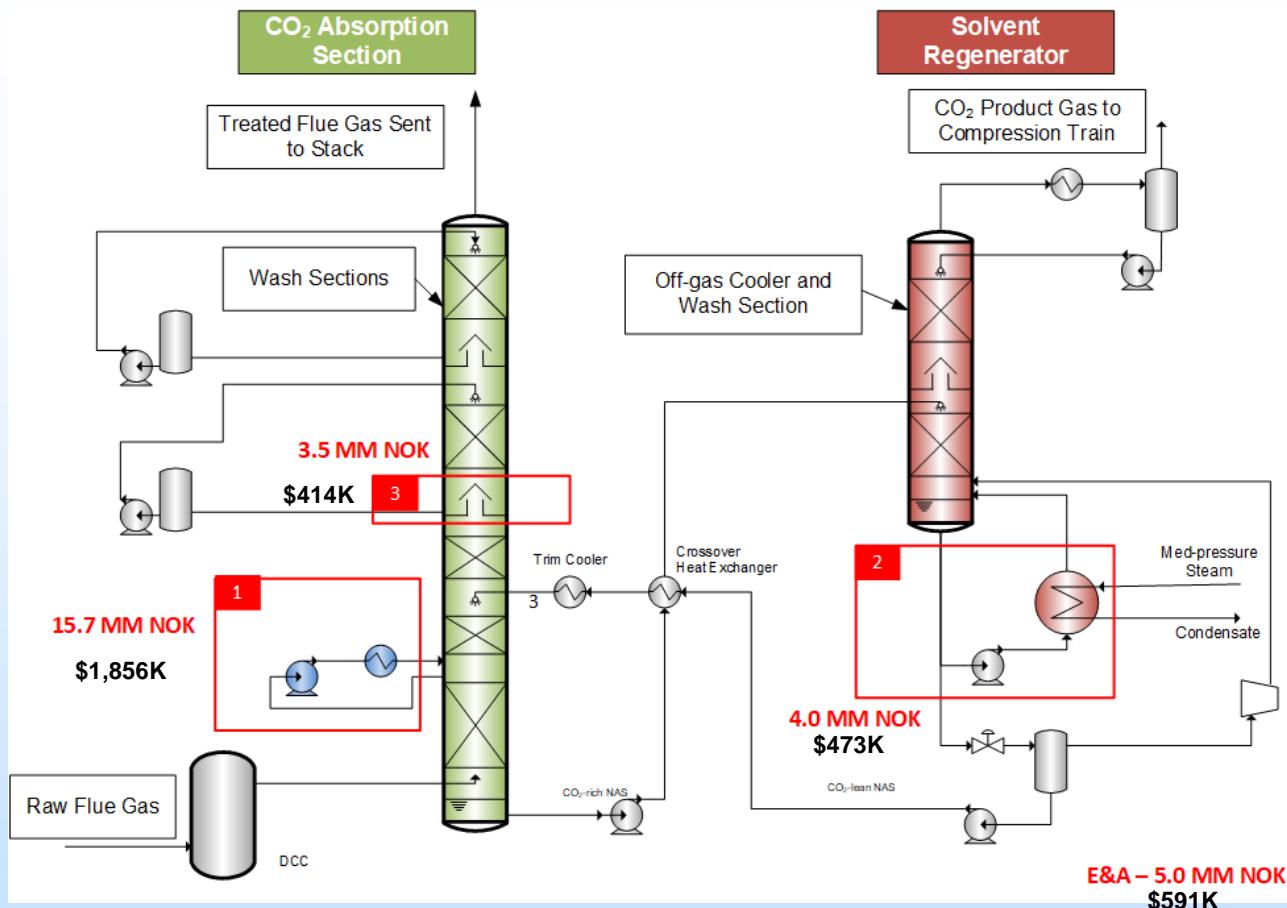 CO₂ Absorption
Section
Solvent
Regenerator
Treated Flue Gas Sent
to Stack
CO₂ Product Gas to
Compression Train
Wash Sections
Off-gas Cooler and
Wash Section
3.5 MM NOK
$414K
3
Trim Cooler
Crossover
Heat Exchanger
3
2
Med-pressure
Steam
Condensate
1
15.7 MM NOK
$1,856K
4.0 MM NOK
$473K
Raw Flue Gas
DCC
CO₂-rich NAS
CO₂-lean NAS
E&A – 5.0 MM NOK
$591K